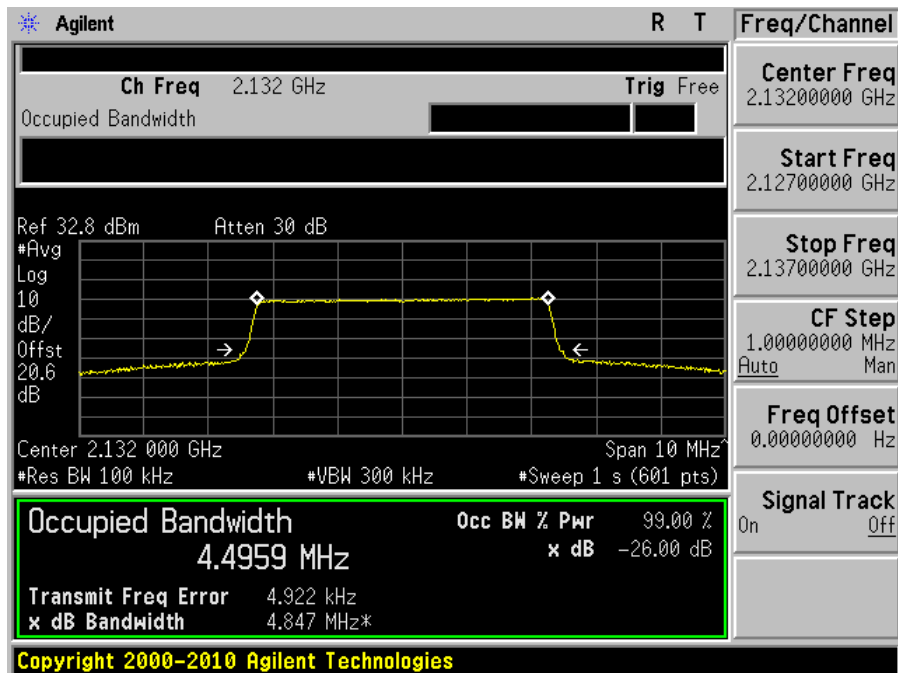 Agilent R T Freq/Channel
Ch Freq 2.132 GHz Trig Free
Occupied Bandwidth
Center Freq
2.13200000 GHz
Start Freq
2.12700000 GHz
Stop Freq
2.13700000 GHz
CF Step
1.00000000 MHz
Auto Man
Freq Offset
0.00000000 Hz
Signal Track
On Off
Ref 32.8 dBm Atten 30 dB
#Avg
Log
10
dB/
Offst
20.6
dB
Center 2.132 000 GHz Span 10 MHz^
#Res BW 100 kHz #VBW 300 kHz #Sweep 1 s (601 pts)
Occupied Bandwidth Occ BW % Pwr 99.00 %
4.4959 MHz x dB -26.00 dB
Transmit Freq Error 4.922 kHz
x dB Bandwidth 4.847 MHz*
Copyright 2000-2010 Agilent Technologies